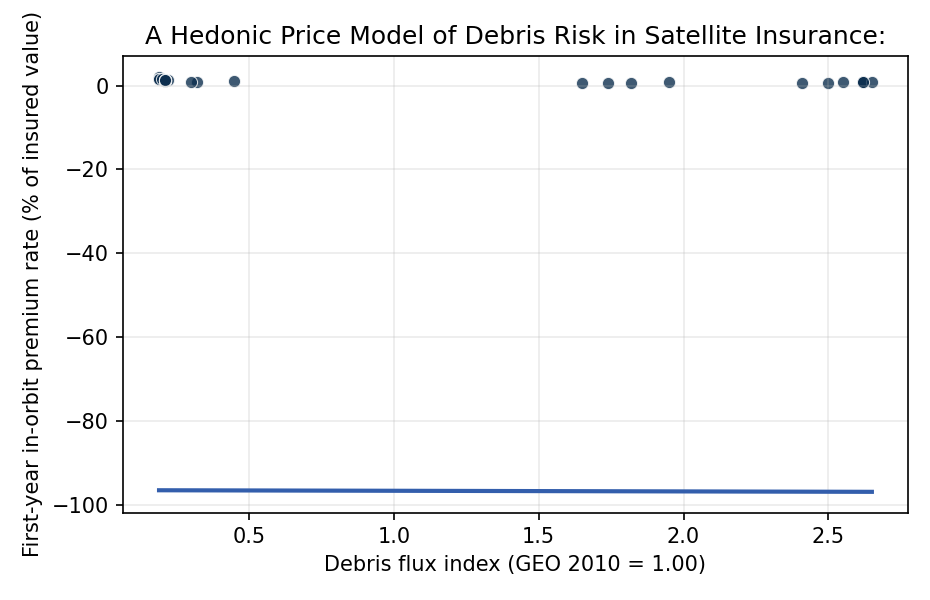 A Hedonic Price Model of Debris Risk in Satellite Insurance:
First-year in-orbit premium rate (% of insured value)
0
−20
−40
−60
−80
−100
0.5 1.0 1.5 2.0 2.5
Debris flux index (GEO 2010 = 1.00)